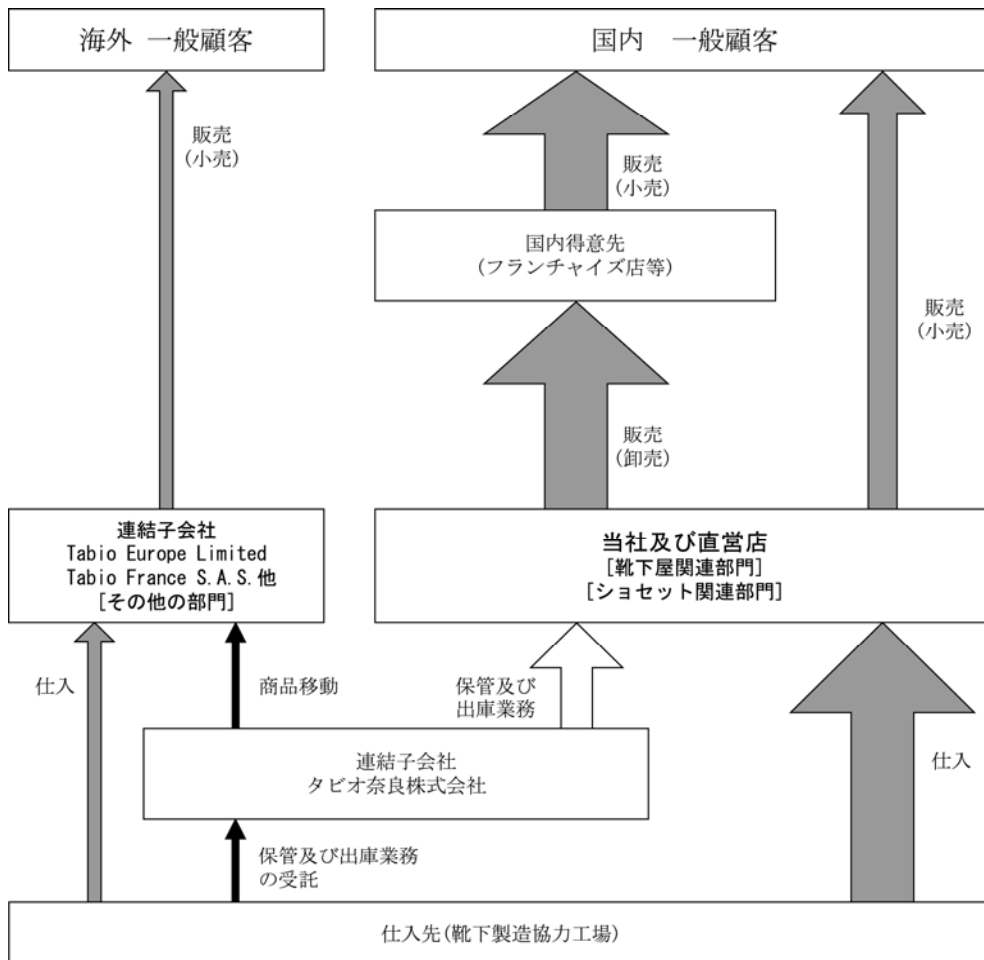 海外 一般顧客
国内 一般顧客
販売
(小売)
販売
(小売)
国内得意先
(フランチャイズ店等)
販売
(小売)
販売
(卸売)
連結子会社
Tabio Europe Limited
Tabio France S.A.S.他
[その他の部門]
当社及び直営店
[靴下屋関連部門]
[ショセット関連部門]
仕入
商品移動
保管及び
出庫業務
連結子会社
タビオ奈良株式会社
仕入
保管及び出庫業務
の受託
仕入先(靴下製造協力工場)